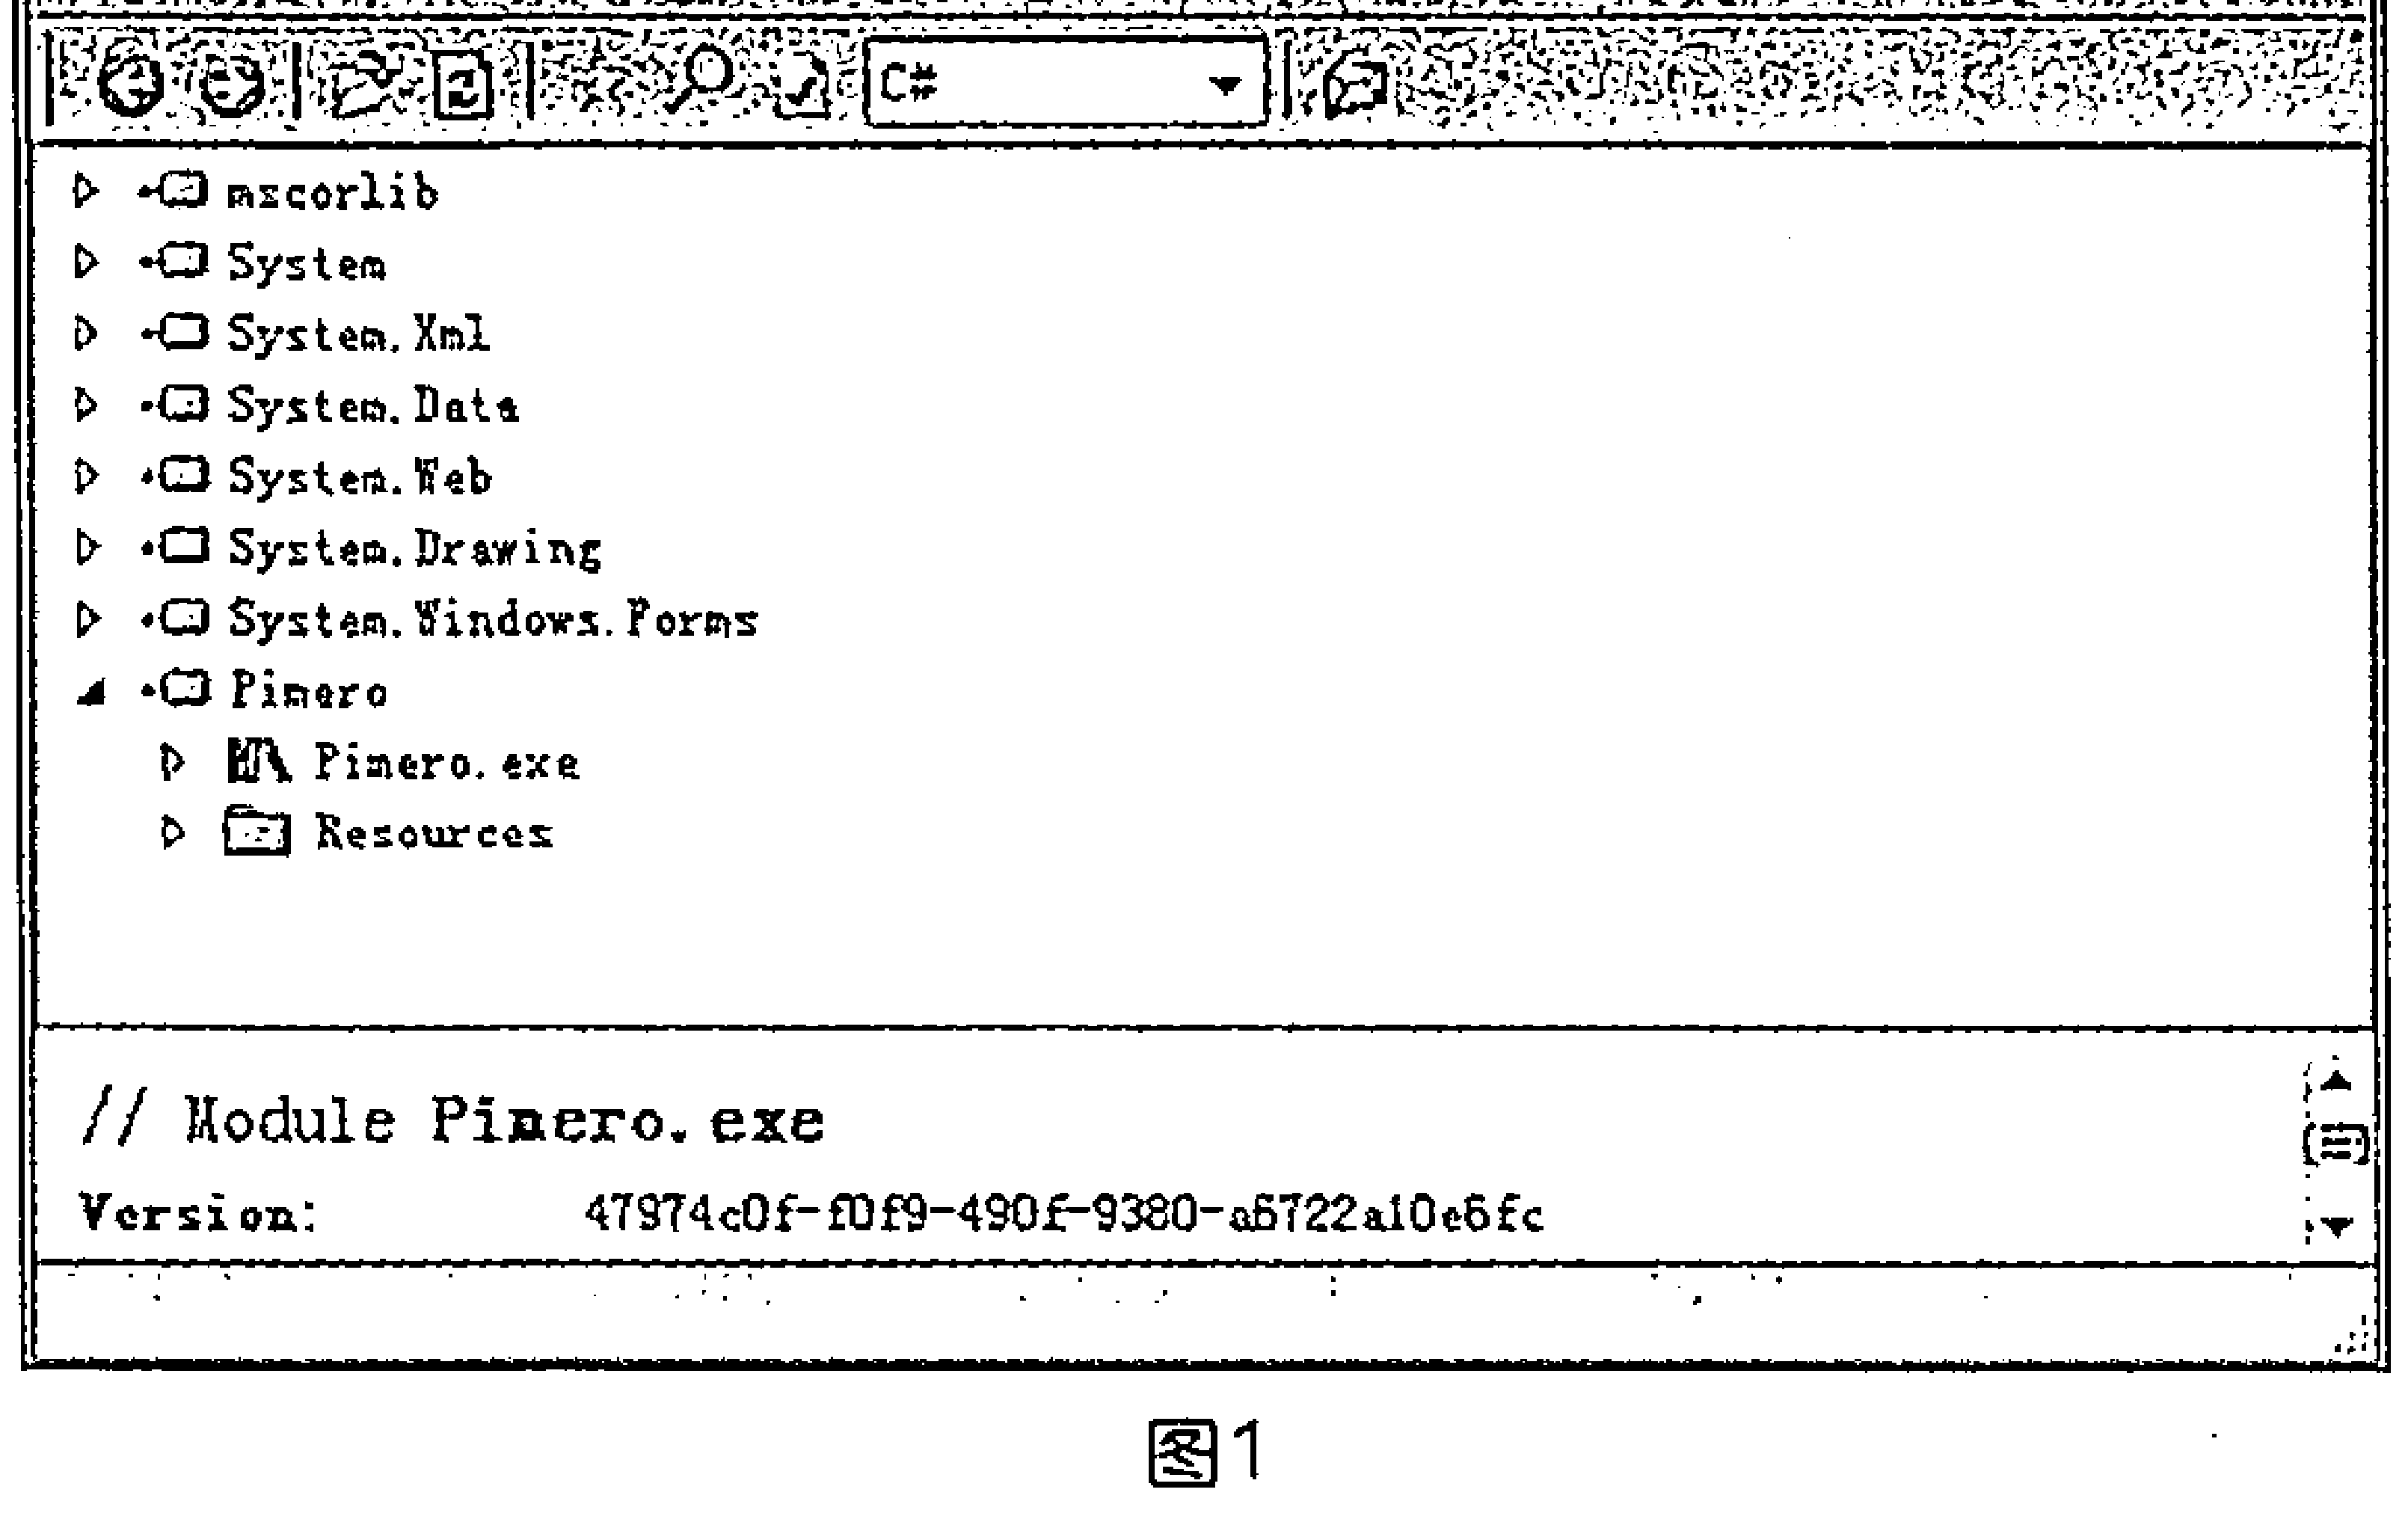 C#
mscorlib
System
System.Xml
System.Data
System.Web
System.Drawing
System.Windows.Forms
Pimero
Pimero.exe
Resources
// Module Pimero.exe
Version: 47974c0f-f0f9-490f-9380-a6722a10e6fc
图1